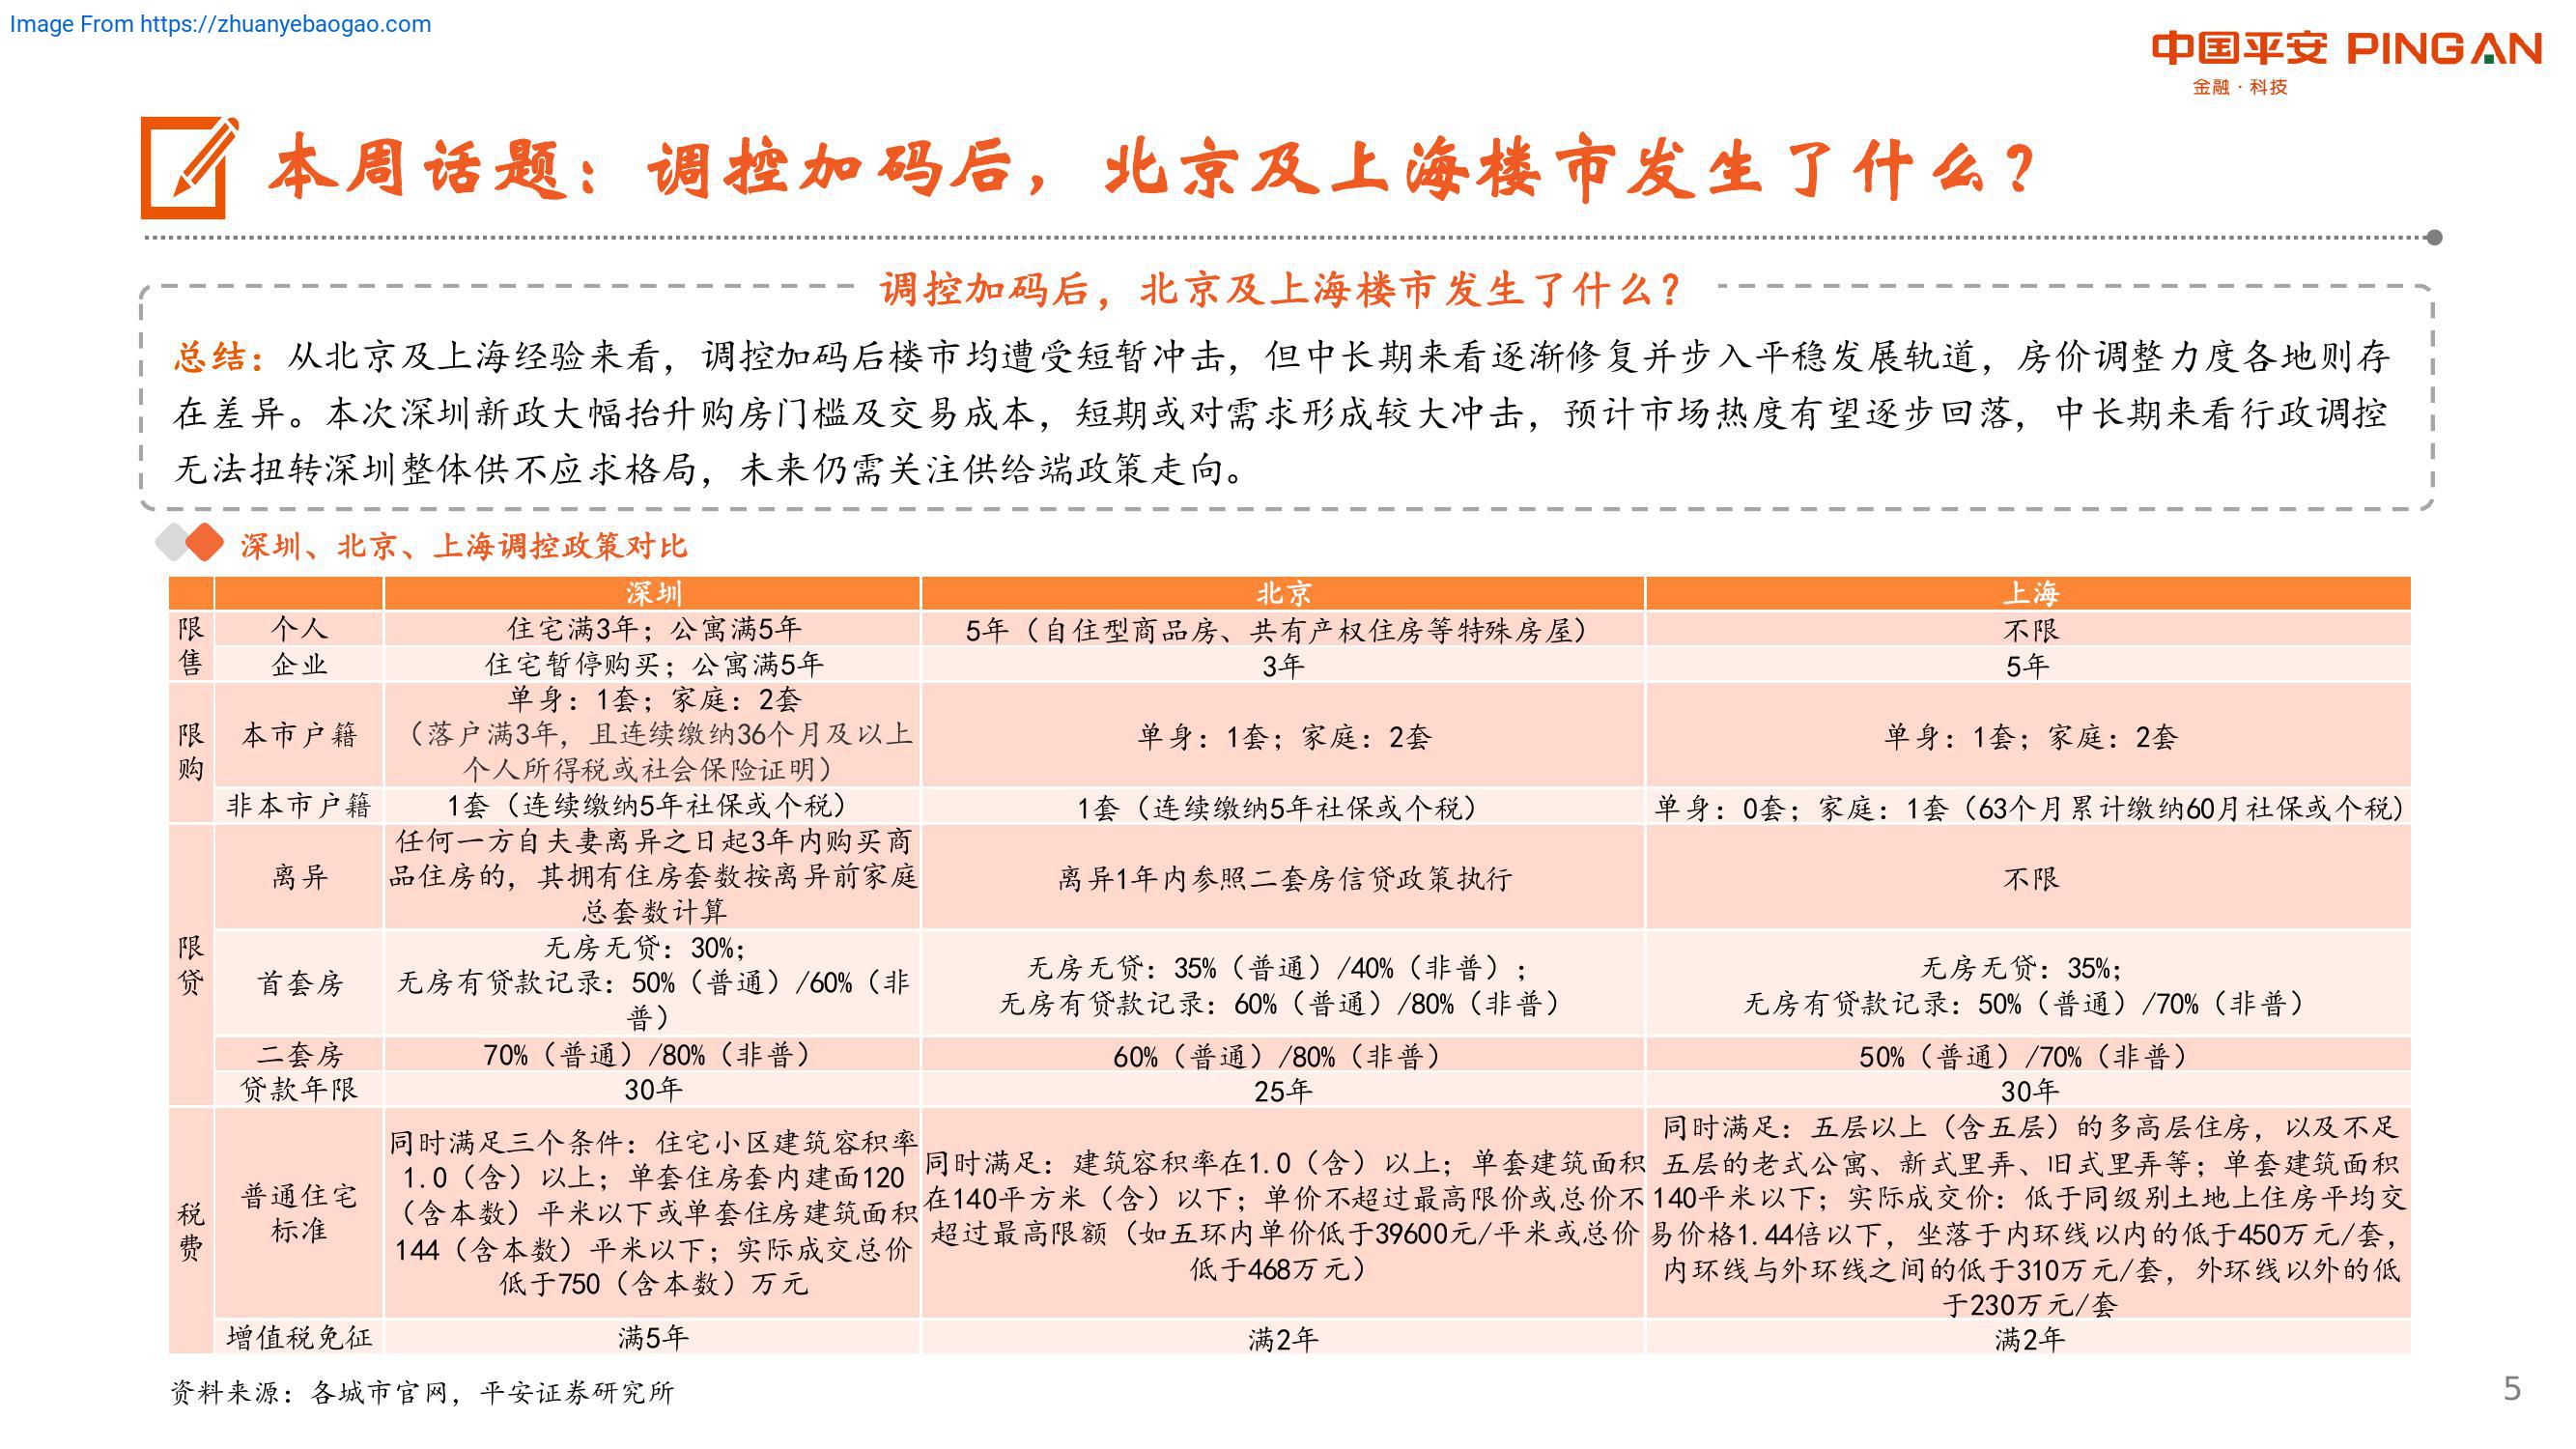 Image From https://zhuanyebaogao.com
中国平安 PINGAN
金融·科技
本周话题：调控加码后，北京及上海楼市发生了什么？
调控加码后，北京及上海楼市发生了什么？
总结：从北京及上海经验来看，调控加码后楼市均遭受短暂冲击，但中长期来看逐渐修复并步入平稳发展轨道，房价调整力度各地则存
在差异。本次深圳新政大幅抬升购房门槛及交易成本，短期或对需求形成较大冲击，预计市场热度有望逐步回落，中长期来看行政调控
无法扭转深圳整体供不应求格局，未来仍需关注供给端政策走向。
深圳、北京、上海调控政策对比
深圳 北京 上海
限售
个人 住宅满3年；公寓满5年 5年（自住型商品房、共有产权住房等特殊房屋） 不限
企业 住宅暂停购买；公寓满5年 3年 5年
限购
本市户籍
单身：1套；家庭：2套
（落户满3年，且连续缴纳36个月及以上
个人所得税或社会保险证明）
单身：1套；家庭：2套
单身：1套；家庭：2套
非本市户籍 1套（连续缴纳5年社保或个税） 1套（连续缴纳5年社保或个税） 单身：0套；家庭：1套（63个月累计缴纳60月社保或个税）
限贷
离异
任何一方自夫妻离异之日起3年内购买商
品住房的，其拥有住房套数按离异前家庭
总套数计算
离异1年内参照二套房信贷政策执行
不限
首套房
无房无贷：30%；
无房有贷款记录：50%（普通）/60%（非
普）
无房无贷：35%（普通）/40%（非普）；
无房有贷款记录：60%（普通）/80%（非普）
无房无贷：35%；
无房有贷款记录：50%（普通）/70%（非普）
二套房 70%（普通）/80%（非普） 60%（普通）/80%（非普） 50%（普通）/70%（非普）
贷款年限 30年 25年 30年
税费
普通住宅
标准
同时满足三个条件：住宅小区建筑容积率
1.0（含）以上；单套住房套内建面120
（含本数）平米以下或单套住房建筑面积
144（含本数）平米以下；实际成交总价
低于750（含本数）万元
同时满足：建筑容积率在1.0（含）以上；单套建筑面积
在140平方米（含）以下；单价不超过最高限价或总价不
超过最高限额（如五环内单价低于39600元/平米或总价
低于468万元）
同时满足：五层以上（含五层）的多高层住房，以及不足
五层的老式公寓、新式里弄、旧式里弄等；单套建筑面积
140平米以下；实际成交价：低于同级别土地上住房平均交
易价格1.44倍以下，坐落于内环线以内的低于450万元/套，
内环线与外环线之间的低于310万元/套，外环线以外的低
于230万元/套
增值税免征 满5年 满2年 满2年
资料来源：各城市官网，平安证券研究所
5